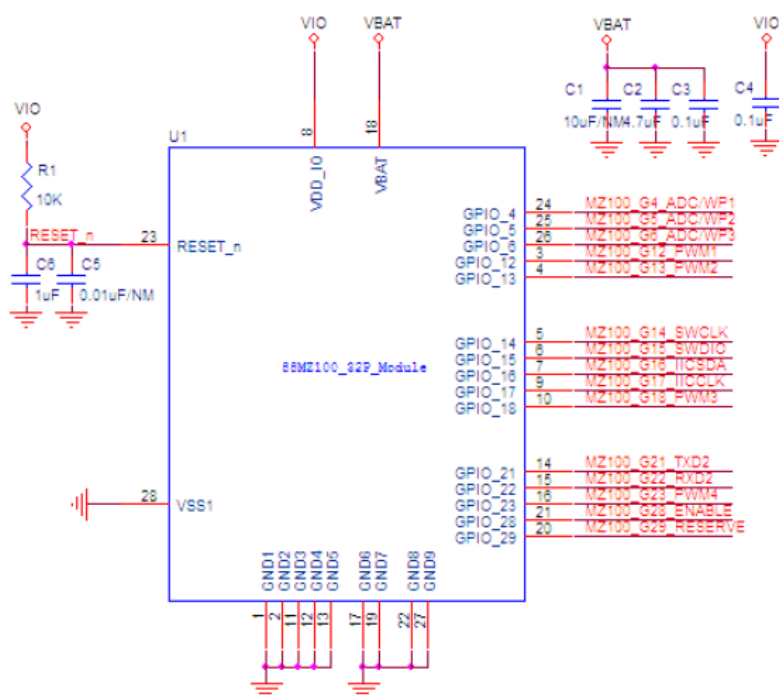 VIO
VBAT
VBAT
VIO
C1
C2
C3
C4
10uF/NM
4.7uF
0.1uF
0.1uF
VIO
R1
10K
RESET_n
C6
C5
1uF
0.01uF/NM
U1
8
18
VDD_IO
VBAT
23
RESET_n
88MZ100_32P_Module
28
VSS1
GPIO_4
24
MZ100_G4_ADC/WP1
GPIO_5
25
MZ100_G5_ADC/WP2
GPIO_6
26
MZ100_G6_ADC/WP3
GPIO_12
3
MZ100_G12_PWM1
GPIO_13
4
MZ100_G13_PWM2
GPIO_14
5
MZ100_G14_SWCLK
GPIO_15
6
MZ100_G15_SWDIO
GPIO_16
7
MZ100_G16_IICSDA
GPIO_17
9
MZ100_G17_IICCLK
GPIO_18
10
MZ100_G18_PWM3
GPIO_21
14
MZ100_G21_TXD2
GPIO_22
15
MZ100_G22_RXD2
GPIO_23
16
MZ100_G23_PWM4
GPIO_28
21
MZ100_G28_ENABLE
GPIO_29
20
MZ100_G29_RESERVE
GND1
GND2
GND3
GND4
GND5
GND6
GND7
GND8
GND9
1
2
11
12
13
17
19
22
27